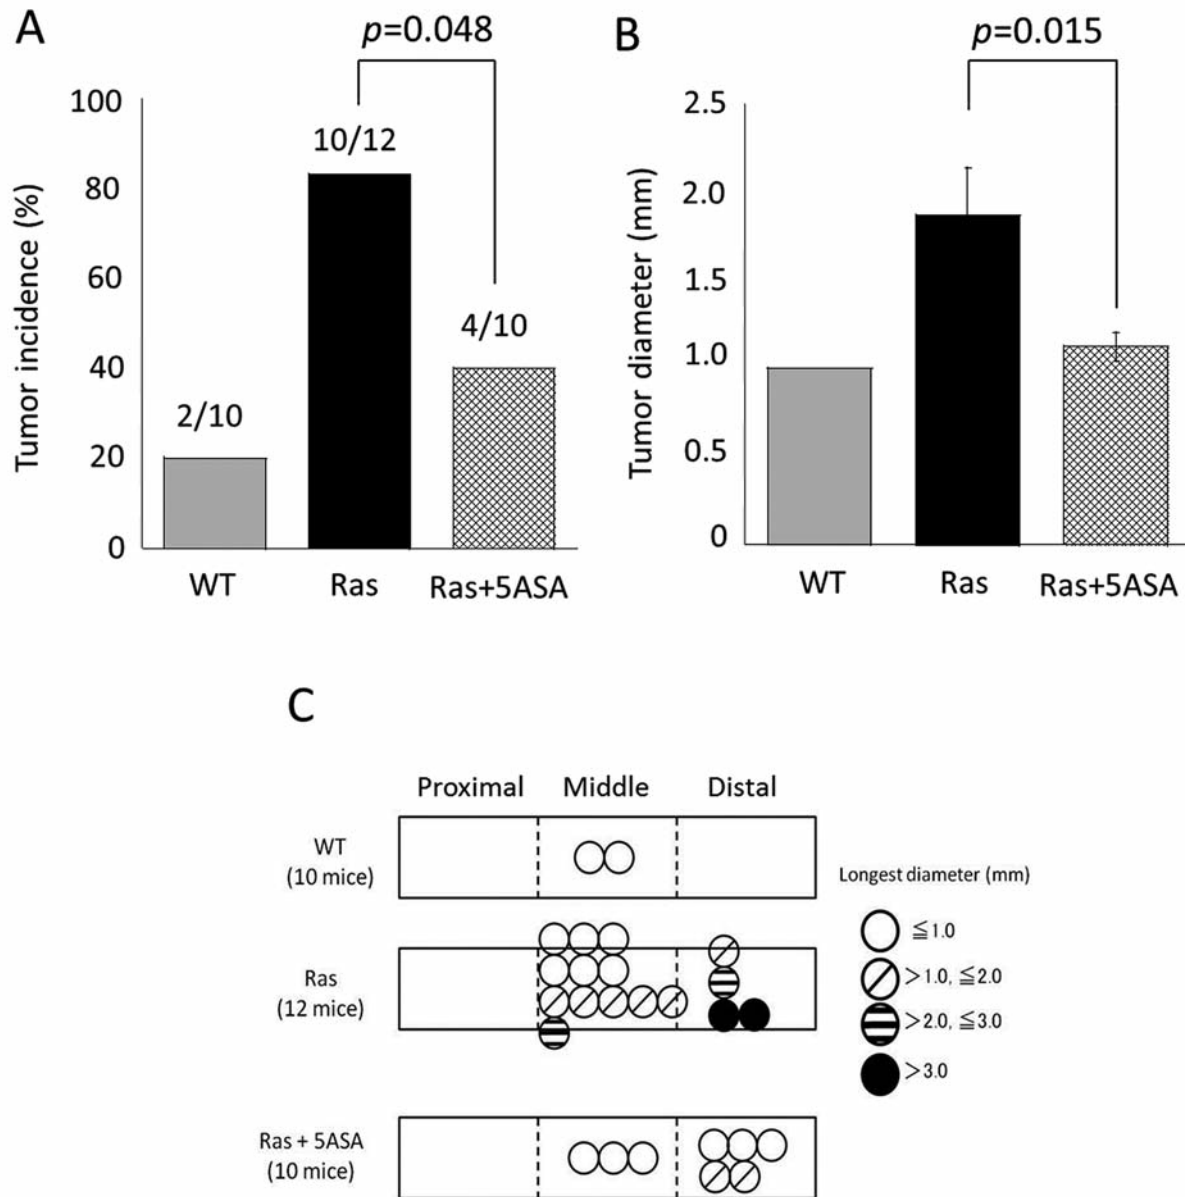 A
p=0.048
100
80
60
40
20
0
Tumor incidence (%)
10/12
4/10
2/10
WT
Ras
Ras+5ASA
B
p=0.015
2.5
2.0
1.5
1.0
0.5
0
Tumor diameter (mm)
WT
Ras
Ras+5ASA
C
Proximal Middle Distal
WT
(10 mice)
Ras
(12 mice)
Ras + 5ASA
(10 mice)
Longest diameter (mm)
≦1.0
>1.0, ≦2.0
>2.0, ≦3.0
>3.0